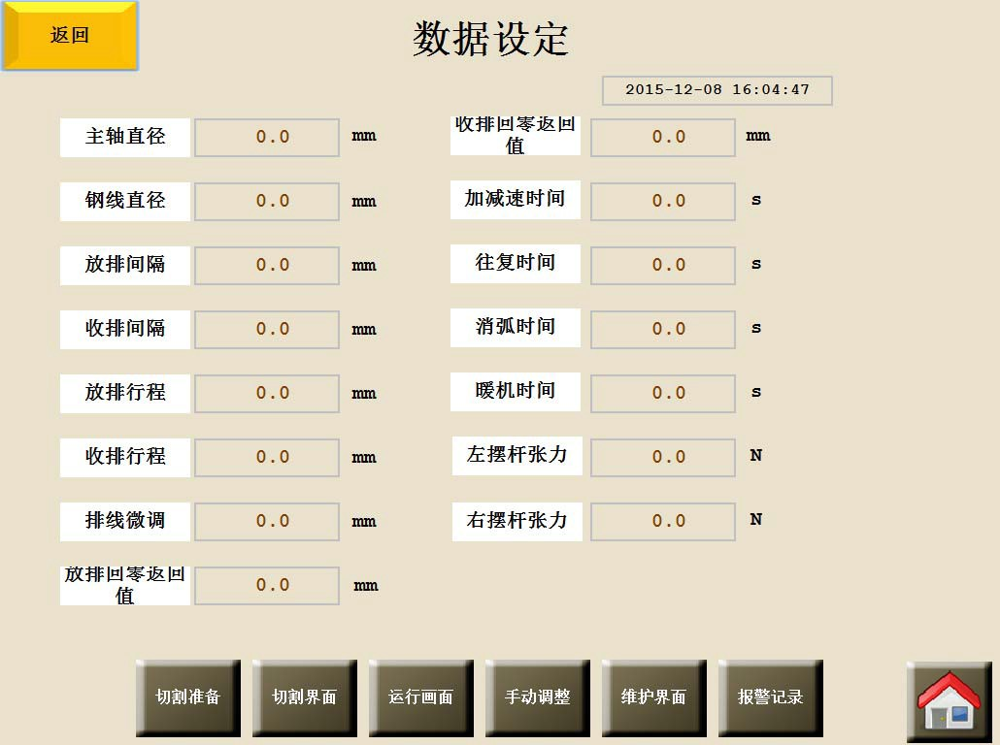 返回
数据设定
2015-12-08 16:04:47
主轴直径 0.0 mm
收排回零返回
值 0.0 mm
钢线直径 0.0 mm
加减速时间 0.0 s
放排间隔 0.0 mm
往复时间 0.0 s
收排间隔 0.0 mm
消弧时间 0.0 s
放排行程 0.0 mm
暖机时间 0.0 s
收排行程 0.0 mm
左摆杆张力 0.0 N
排线微调 0.0 mm
右摆杆张力 0.0 N
放排回零返回
值 0.0 mm
切割准备 切割界面 运行画面 手动调整 维护界面 报警记录